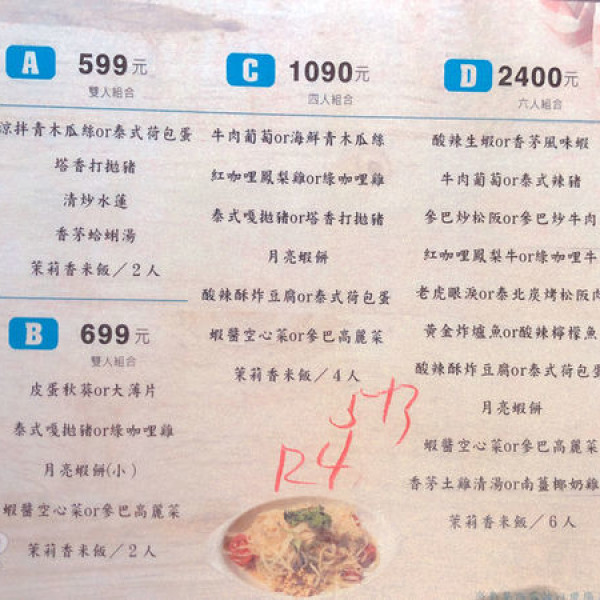 A 599元
雙人組合
涼拌青木瓜絲or泰式荷包蛋
塔香打拋豬
清炒水蓮
香茅蛤蜊湯
茉莉香米飯／2人
B 699元
雙人組合
皮蛋秋葵or大薄片
泰式嘎拋豬or綠咖哩雞
月亮蝦餅(小)
蝦醬空心菜or參巴高麗菜
茉莉香米飯／2人
C 1090元
四人組合
牛肉葡萄or海鮮青木瓜絲
紅咖哩鳳梨雞or綠咖哩雞
泰式嘎拋豬or塔香打拋豬
月亮蝦餅
酸辣酥炸豆腐or泰式荷包蛋
蝦醬空心菜or參巴高麗菜
茉莉香米飯／4人
R4
D 2400元
六人組合
酸辣生蝦or香茅風味蝦
牛肉葡萄or泰式辣豬
參巴炒松阪or參巴炒牛肉
紅咖哩鳳梨牛or綠咖哩牛
老虎眼淚or泰北炭烤松阪肉
黃金炸爐魚or酸辣檸檬魚
酸辣酥炸豆腐or泰式荷包蛋
月亮蝦餅
蝦醬空心菜or參巴高麗菜
香茅土雞清湯or南薑椰奶雞
茉莉香米飯／6人